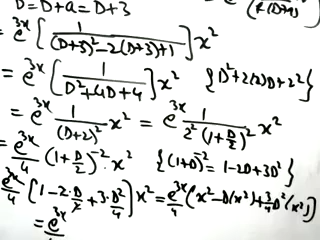 D = D+a = D+3
= e^{3x} [ 1/((D+3)^2-2(D+3)+1) ] x^2
= e^{3x} [ 1/(D^2+4D+4) ] x^2 {D^2+2(2)D+2^2}
= e^{3x} 1/(D+2)^2 x^2 = e^{3x} 1/(2^2(1+D/2)^2) x^2
= e^{3x}/4 (1+D/2)^{-2} · x^2 {(1+D)^2 = 1-2D+3D^2}
e^{3x}/4 [1-2·D/2+3·D^2/4] x^2 = e^{3x}/4 (x^2-D(x^2)+3/4 D^2(x^2))
= e^{3x}